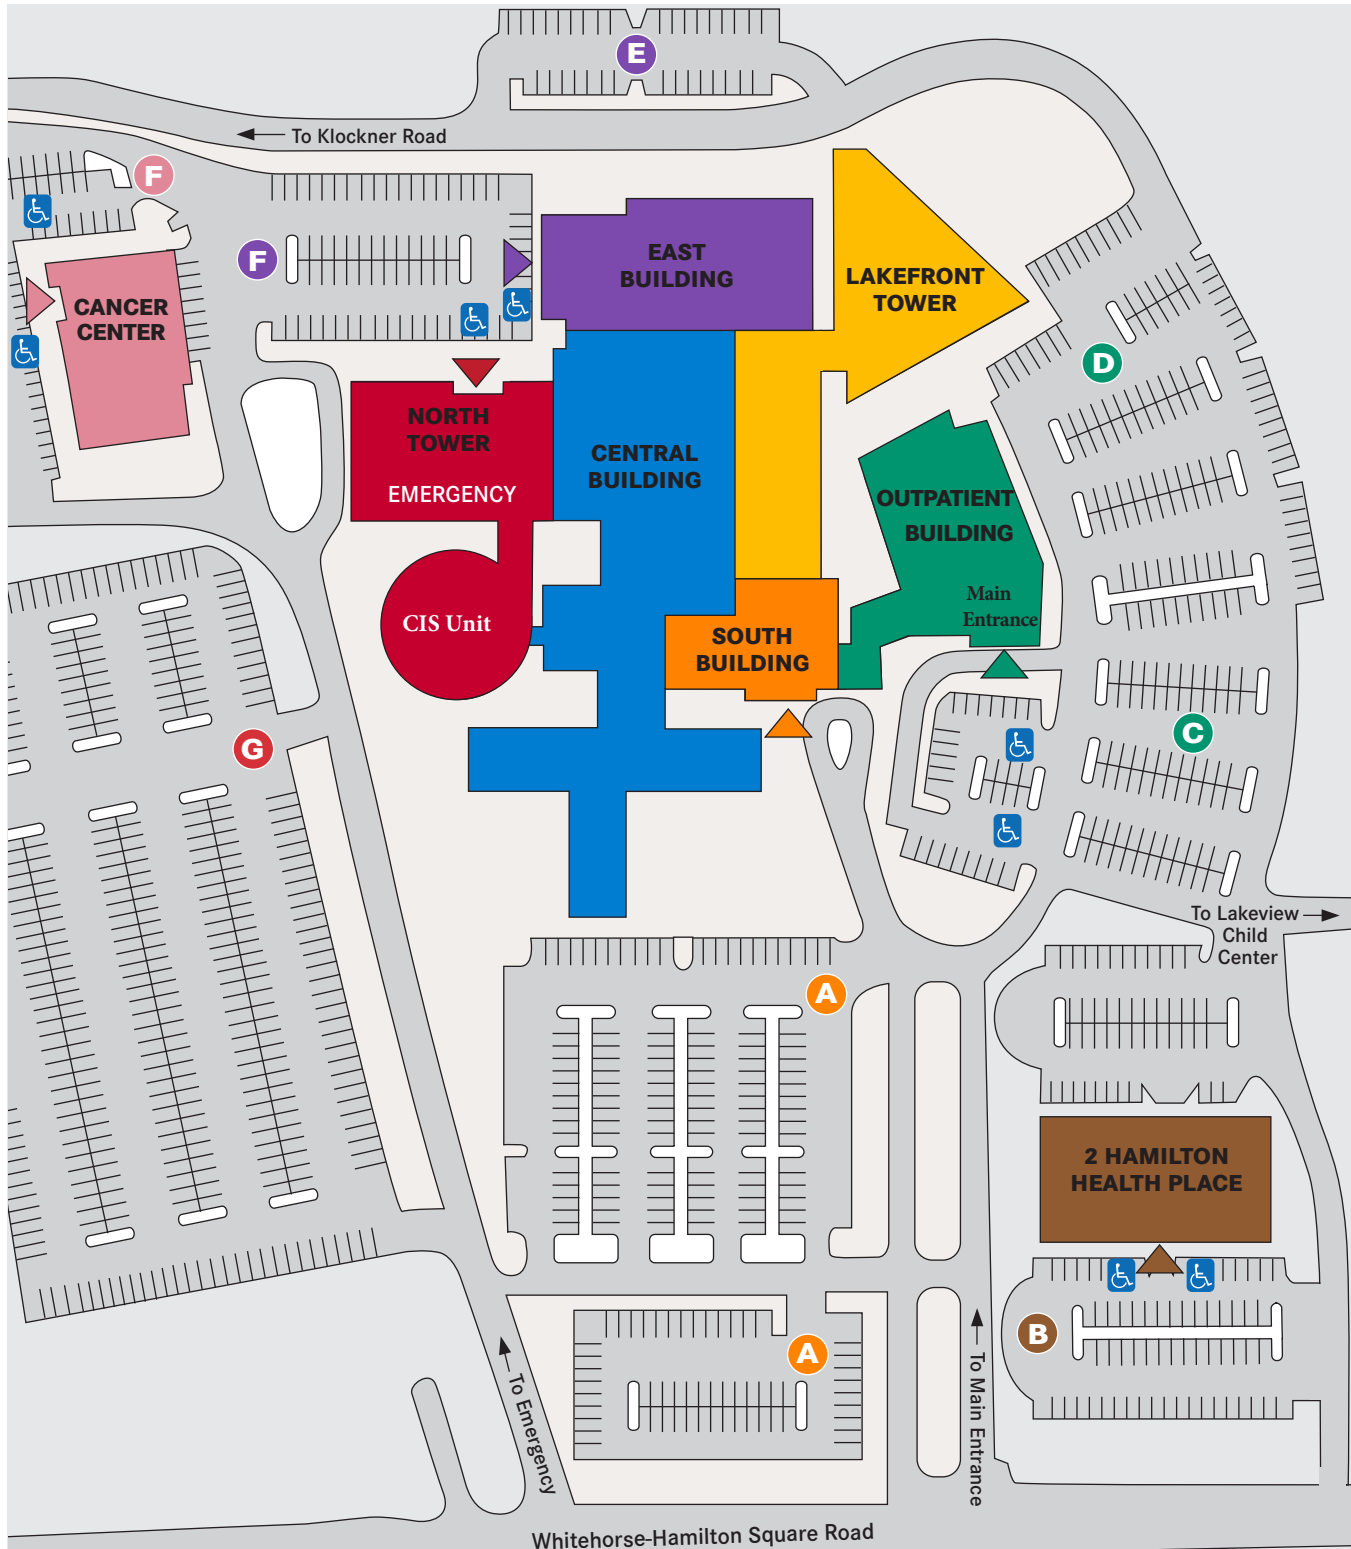 E
To Klockner Road
F
F
EAST
BUILDING
LAKEFRONT
TOWER
CANCER
CENTER
D
NORTH
TOWER
EMERGENCY
CENTRAL
BUILDING
OUTPATIENT
BUILDING
Main
Entrance
CIS Unit
SOUTH
BUILDING
G
C
To Lakeview
Child
Center
A
2 HAMILTON
HEALTH PLACE
B
A
To Emergency
To Main Entrance
Whitehorse-Hamilton Square Road